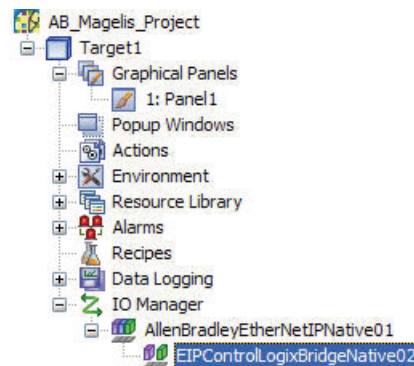 AB_Magelis_Project
Target1
Graphical Panels
1: Panel1
Popup Windows
Actions
Environment
Resource Library
Alarms
Recipes
Data Logging
IO Manager
AllenBradleyEtherNetIPNative01
EIPControlLogixBridgeNative02